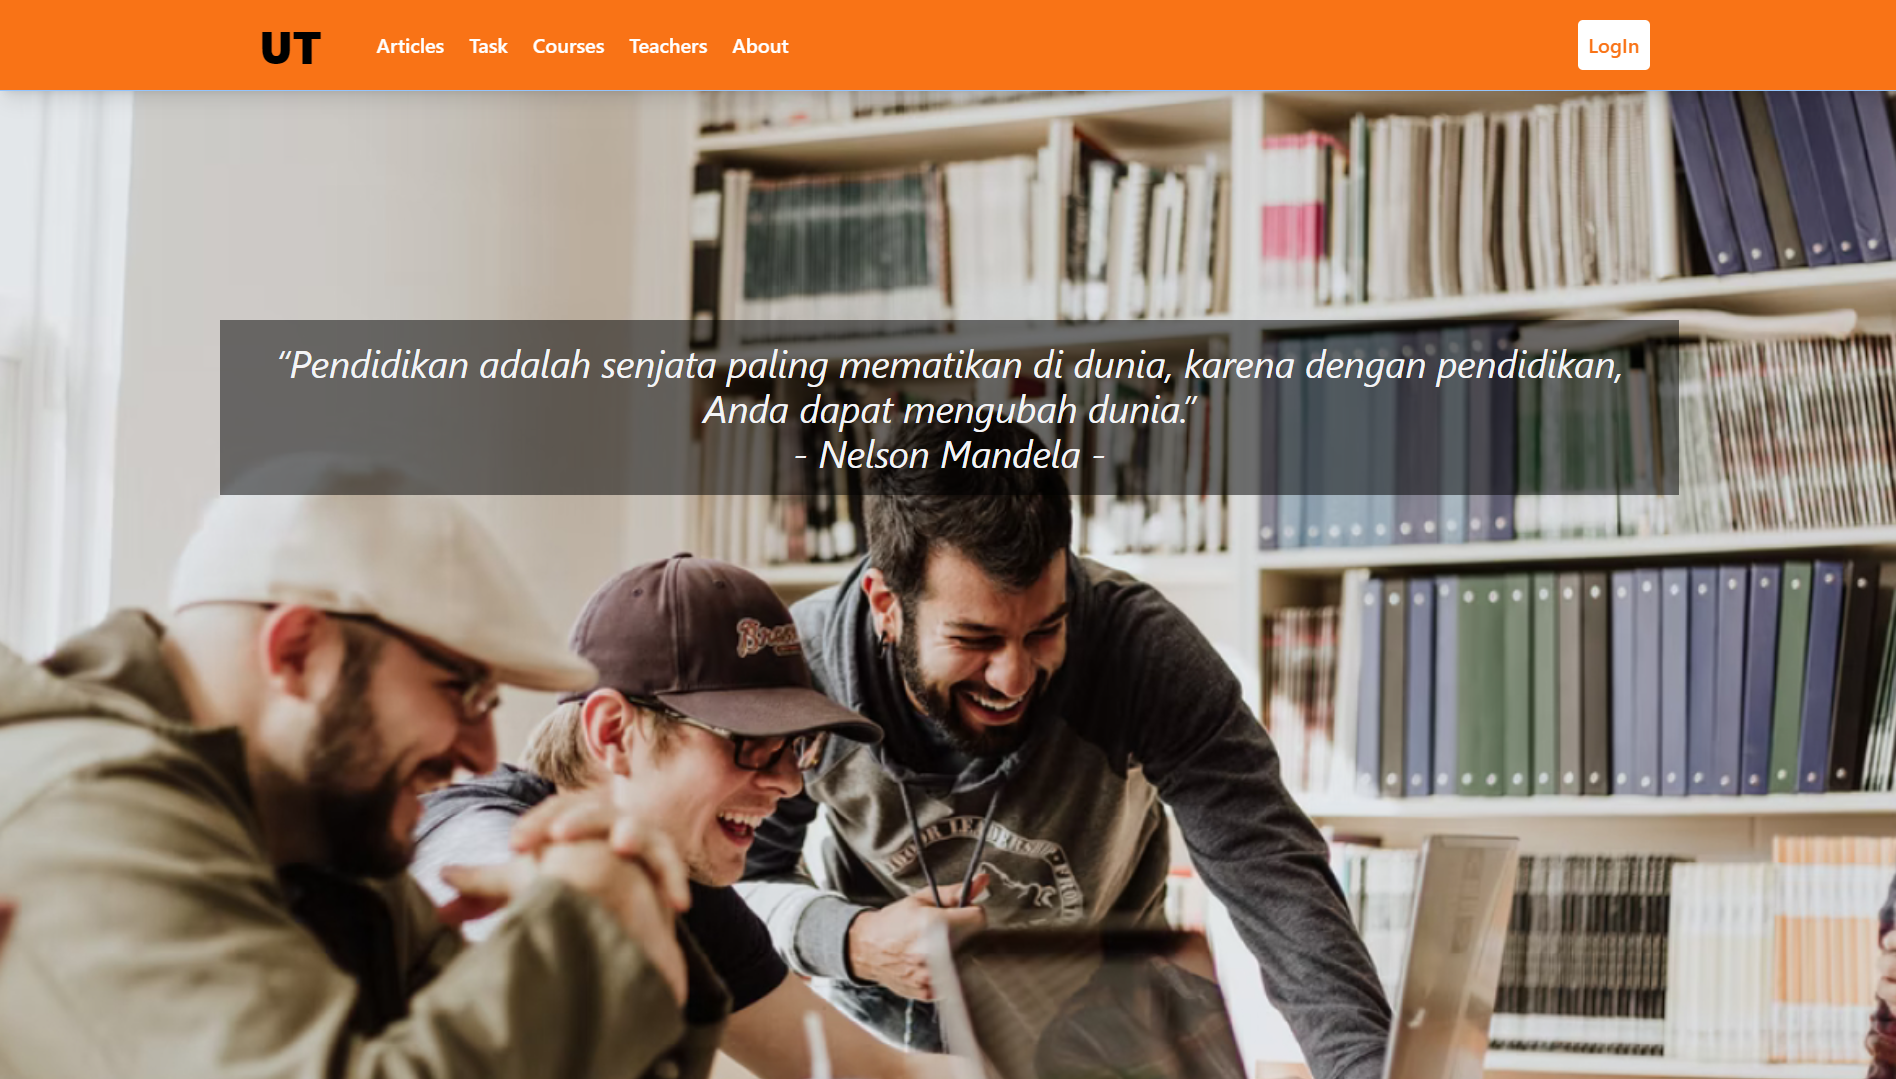 UT
Articles
Task
Courses
Teachers
About
LogIn
“Pendidikan adalah senjata paling mematikan di dunia, karena dengan pendidikan,
Anda dapat mengubah dunia.”
- Nelson Mandela -